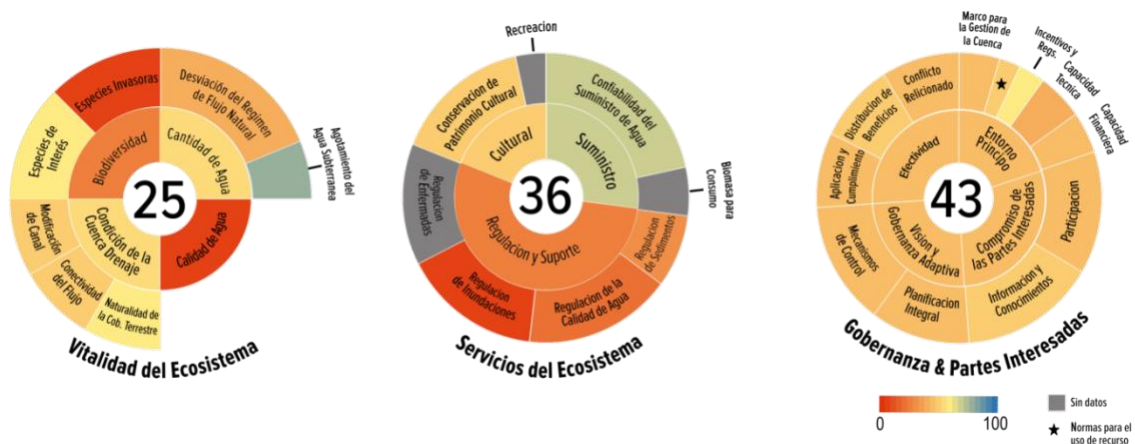 Especies Invasoras
Desviación del Regimen
de Flujo Natural
Agotamiento del
Agua Subterranea
Especies de
Interés
Biodiversidad
Cantidad de Agua
25
Modificación
de Canal
Condición de la
Cuenca Drenaje
Calidad de Agua
Conectividad
del Flujo
Naturalidad de
la Cob. Terrestre
Vitalidad del Ecosistema
Recreacion
Conservacion de
Patrimonio Cultural
Confiabilidad del
Suministro de Agua
Cultural
Suministro
Biomasa para
Consumo
36
Regulacion
de Enfermadas
Regulacion y Suporte
Regulacion
de Sedimentos
Regulacion
de Inundaciones
Regulacion de la
Calidad de Agua
Servicios del Ecosistema
Marco para
la Gestion de
la Cuenca
Incentivos y
Regs.
Capacidad
Tecnica
Capacidad
Financiera
Conflicto
Relicionado
Distribucion de
Beneficios
Efectividad
Entorno
Principo
Aplicacion y
Cumplimiento
43
Participacion
Mecanismos
de Control
Vision y
Gobernanza Adaptiva
Compromiso de
las Partes Interesadas
Planificacion
Integral
Informacion y
Conocimientos
Gobernanza & Partes Interesadas
0
100
Sin datos
Normas para el
uso de recurso